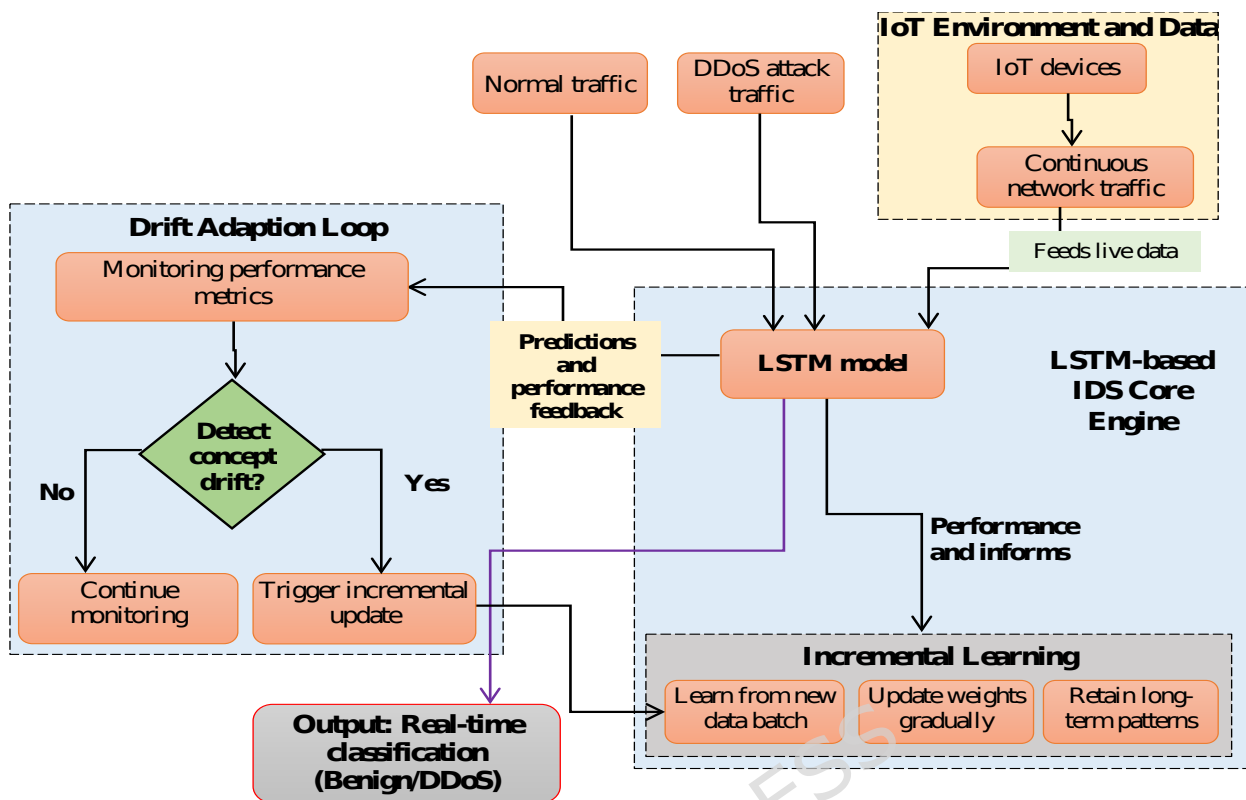 IoT Environment and Data
IoT devices
Continuous
network traffic
Feeds live data
Normal traffic
DDoS attack
traffic
Drift Adaption Loop
Monitoring performance
metrics
Detect
concept
drift?
No
Yes
Continue
monitoring
Trigger incremental
update
Predictions
and
performance
feedback
LSTM model
LSTM-based
IDS Core
Engine
Performance
and informs
Incremental Learning
Learn from new
data batch
Update weights
gradually
Retain long-
term patterns
Output: Real-time
classification
(Benign/DDoS)
ESS